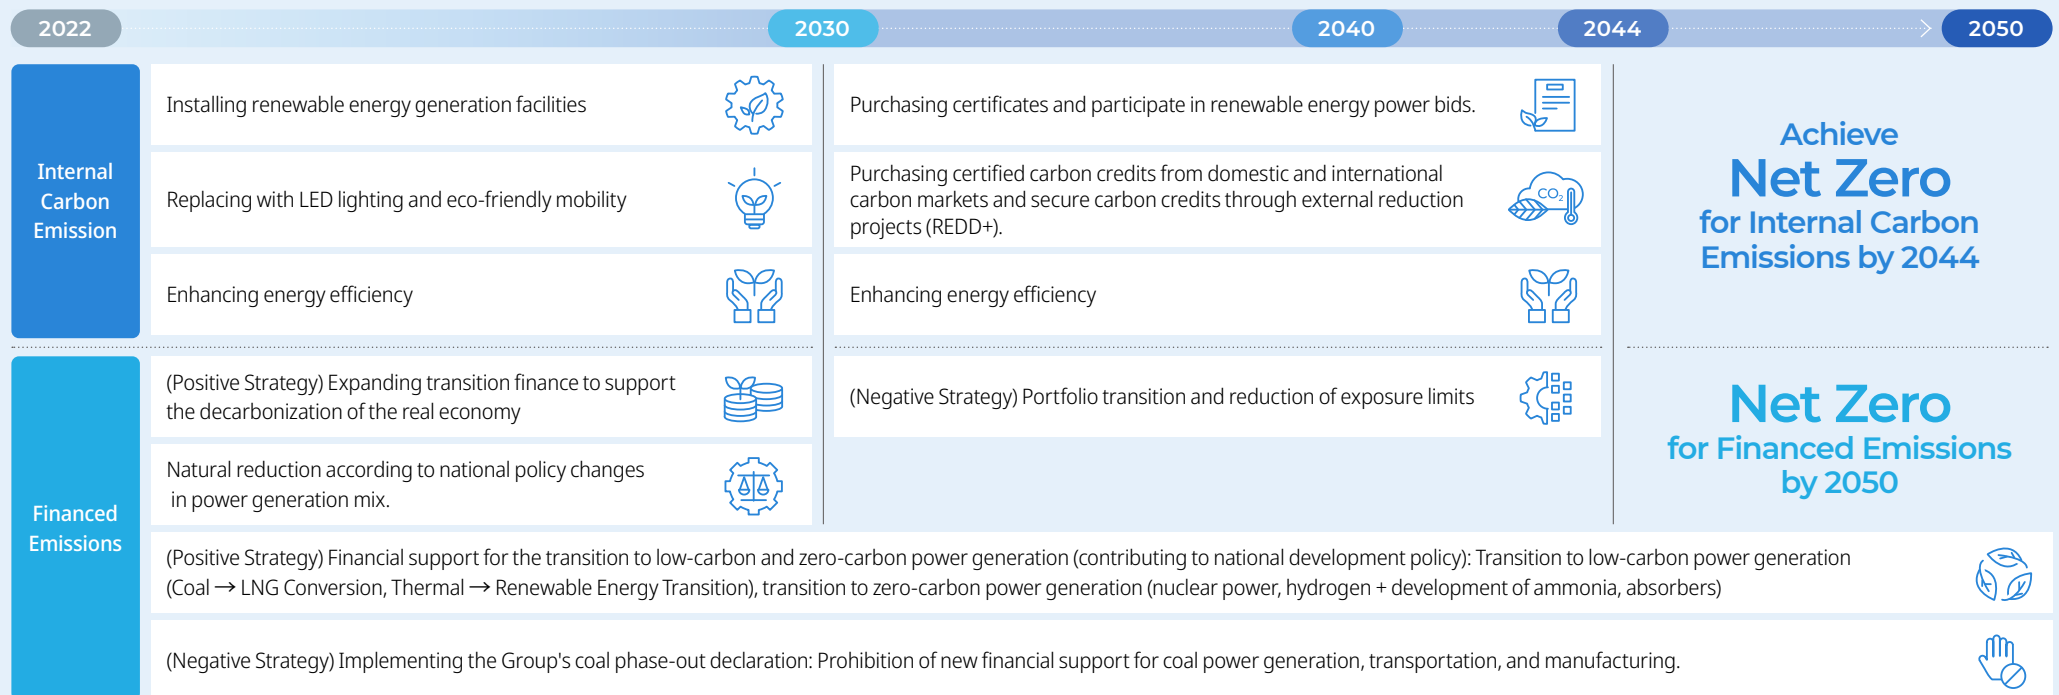 2022
2030
2040
2044
2050
Internal
Carbon
Emission
Installing renewable energy generation facilities
Replacing with LED lighting and eco-friendly mobility
Enhancing energy efficiency
Purchasing certificates and participate in renewable energy power bids.
Purchasing certified carbon credits from domestic and international
carbon markets and secure carbon credits through external reduction
projects (REDD+).
CO₂
Enhancing energy efficiency
Achieve
Net Zero
for Internal Carbon
Emissions by 2044
Financed
Emissions
(Positive Strategy) Expanding transition finance to support
the decarbonization of the real economy
Natural reduction according to national policy changes
in power generation mix.
(Negative Strategy) Portfolio transition and reduction of exposure limits
Net Zero
for Financed Emissions
by 2050
(Positive Strategy) Financial support for the transition to low-carbon and zero-carbon power generation (contributing to national development policy): Transition to low-carbon power generation
(Coal → LNG Conversion, Thermal → Renewable Energy Transition), transition to zero-carbon power generation (nuclear power, hydrogen + development of ammonia, absorbers)
(Negative Strategy) Implementing the Group's coal phase-out declaration: Prohibition of new financial support for coal power generation, transportation, and manufacturing.